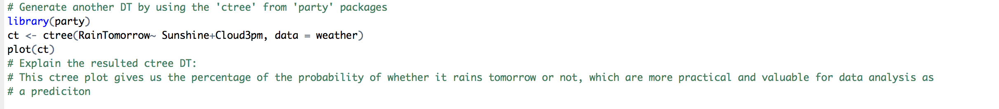 # Generate another DT by using the 'ctree' from 'party' packages
library(party)
ct <- ctree(RainTomorrow~ Sunshine+Cloud3pm, data = weather)
plot(ct)
# Explain the resulted ctree DT:
# This ctree plot gives us the percentage of the probability of whether it rains tomorrow or not, which are more practical and valuable for data analysis as
# a prediciton